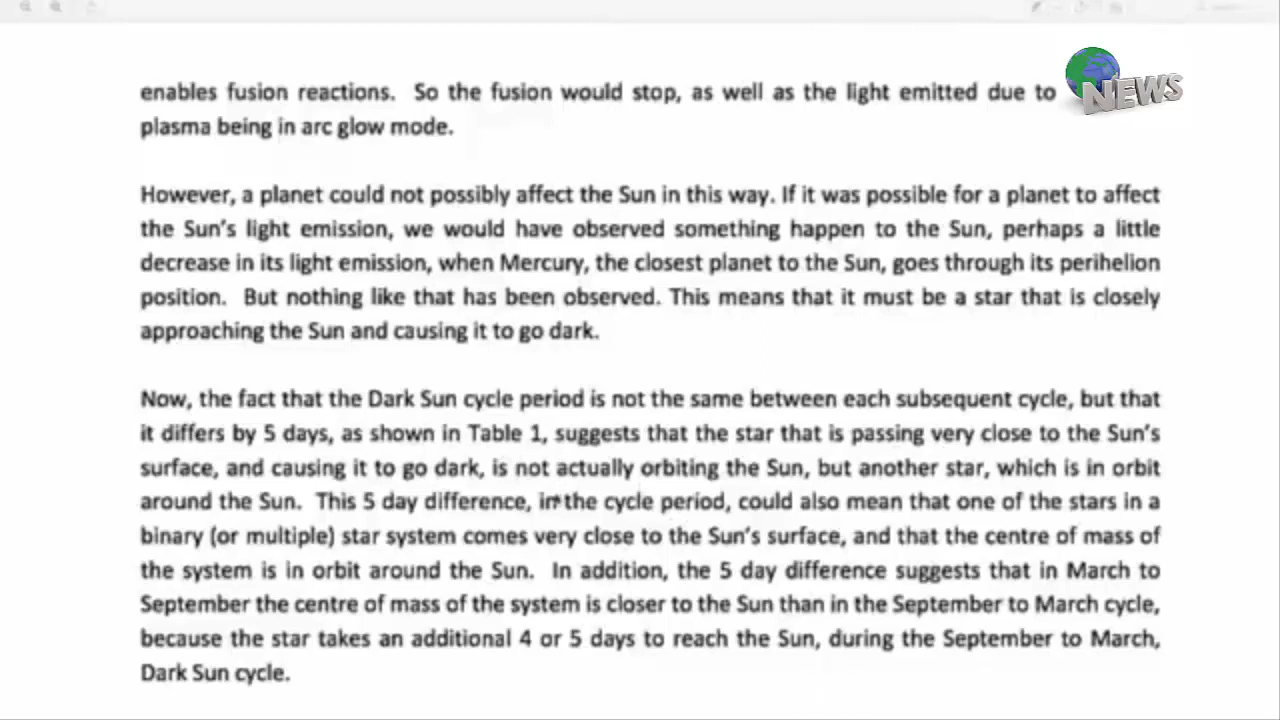 enables fusion reactions.  So the fusion would stop, as well as the light emitted due to
NEWS
plasma being in arc glow mode.
However, a planet could not possibly affect the Sun in this way. If it was possible for a planet to affect
the Sun's light emission, we would have observed something happen to the Sun, perhaps a little
decrease in its light emission, when Mercury, the closest planet to the Sun, goes through its perihelion
position.  But nothing like that has been observed. This means that it must be a star that is closely
approaching the Sun and causing it to go dark.
Now, the fact that the Dark Sun cycle period is not the same between each subsequent cycle, but that
it differs by 5 days, as shown in Table 1, suggests that the star that is passing very close to the Sun's
surface, and causing it to go dark, is not actually orbiting the Sun, but another star, which is in orbit
around the Sun.  This 5 day difference, in the cycle period, could also mean that one of the stars in a
binary (or multiple) star system comes very close to the Sun's surface, and that the centre of mass of
the system is in orbit around the Sun.  In addition, the 5 day difference suggests that in March to
September the centre of mass of the system is closer to the Sun than in the September to March cycle,
because the star takes an additional 4 or 5 days to reach the Sun, during the September to March,
Dark Sun cycle.